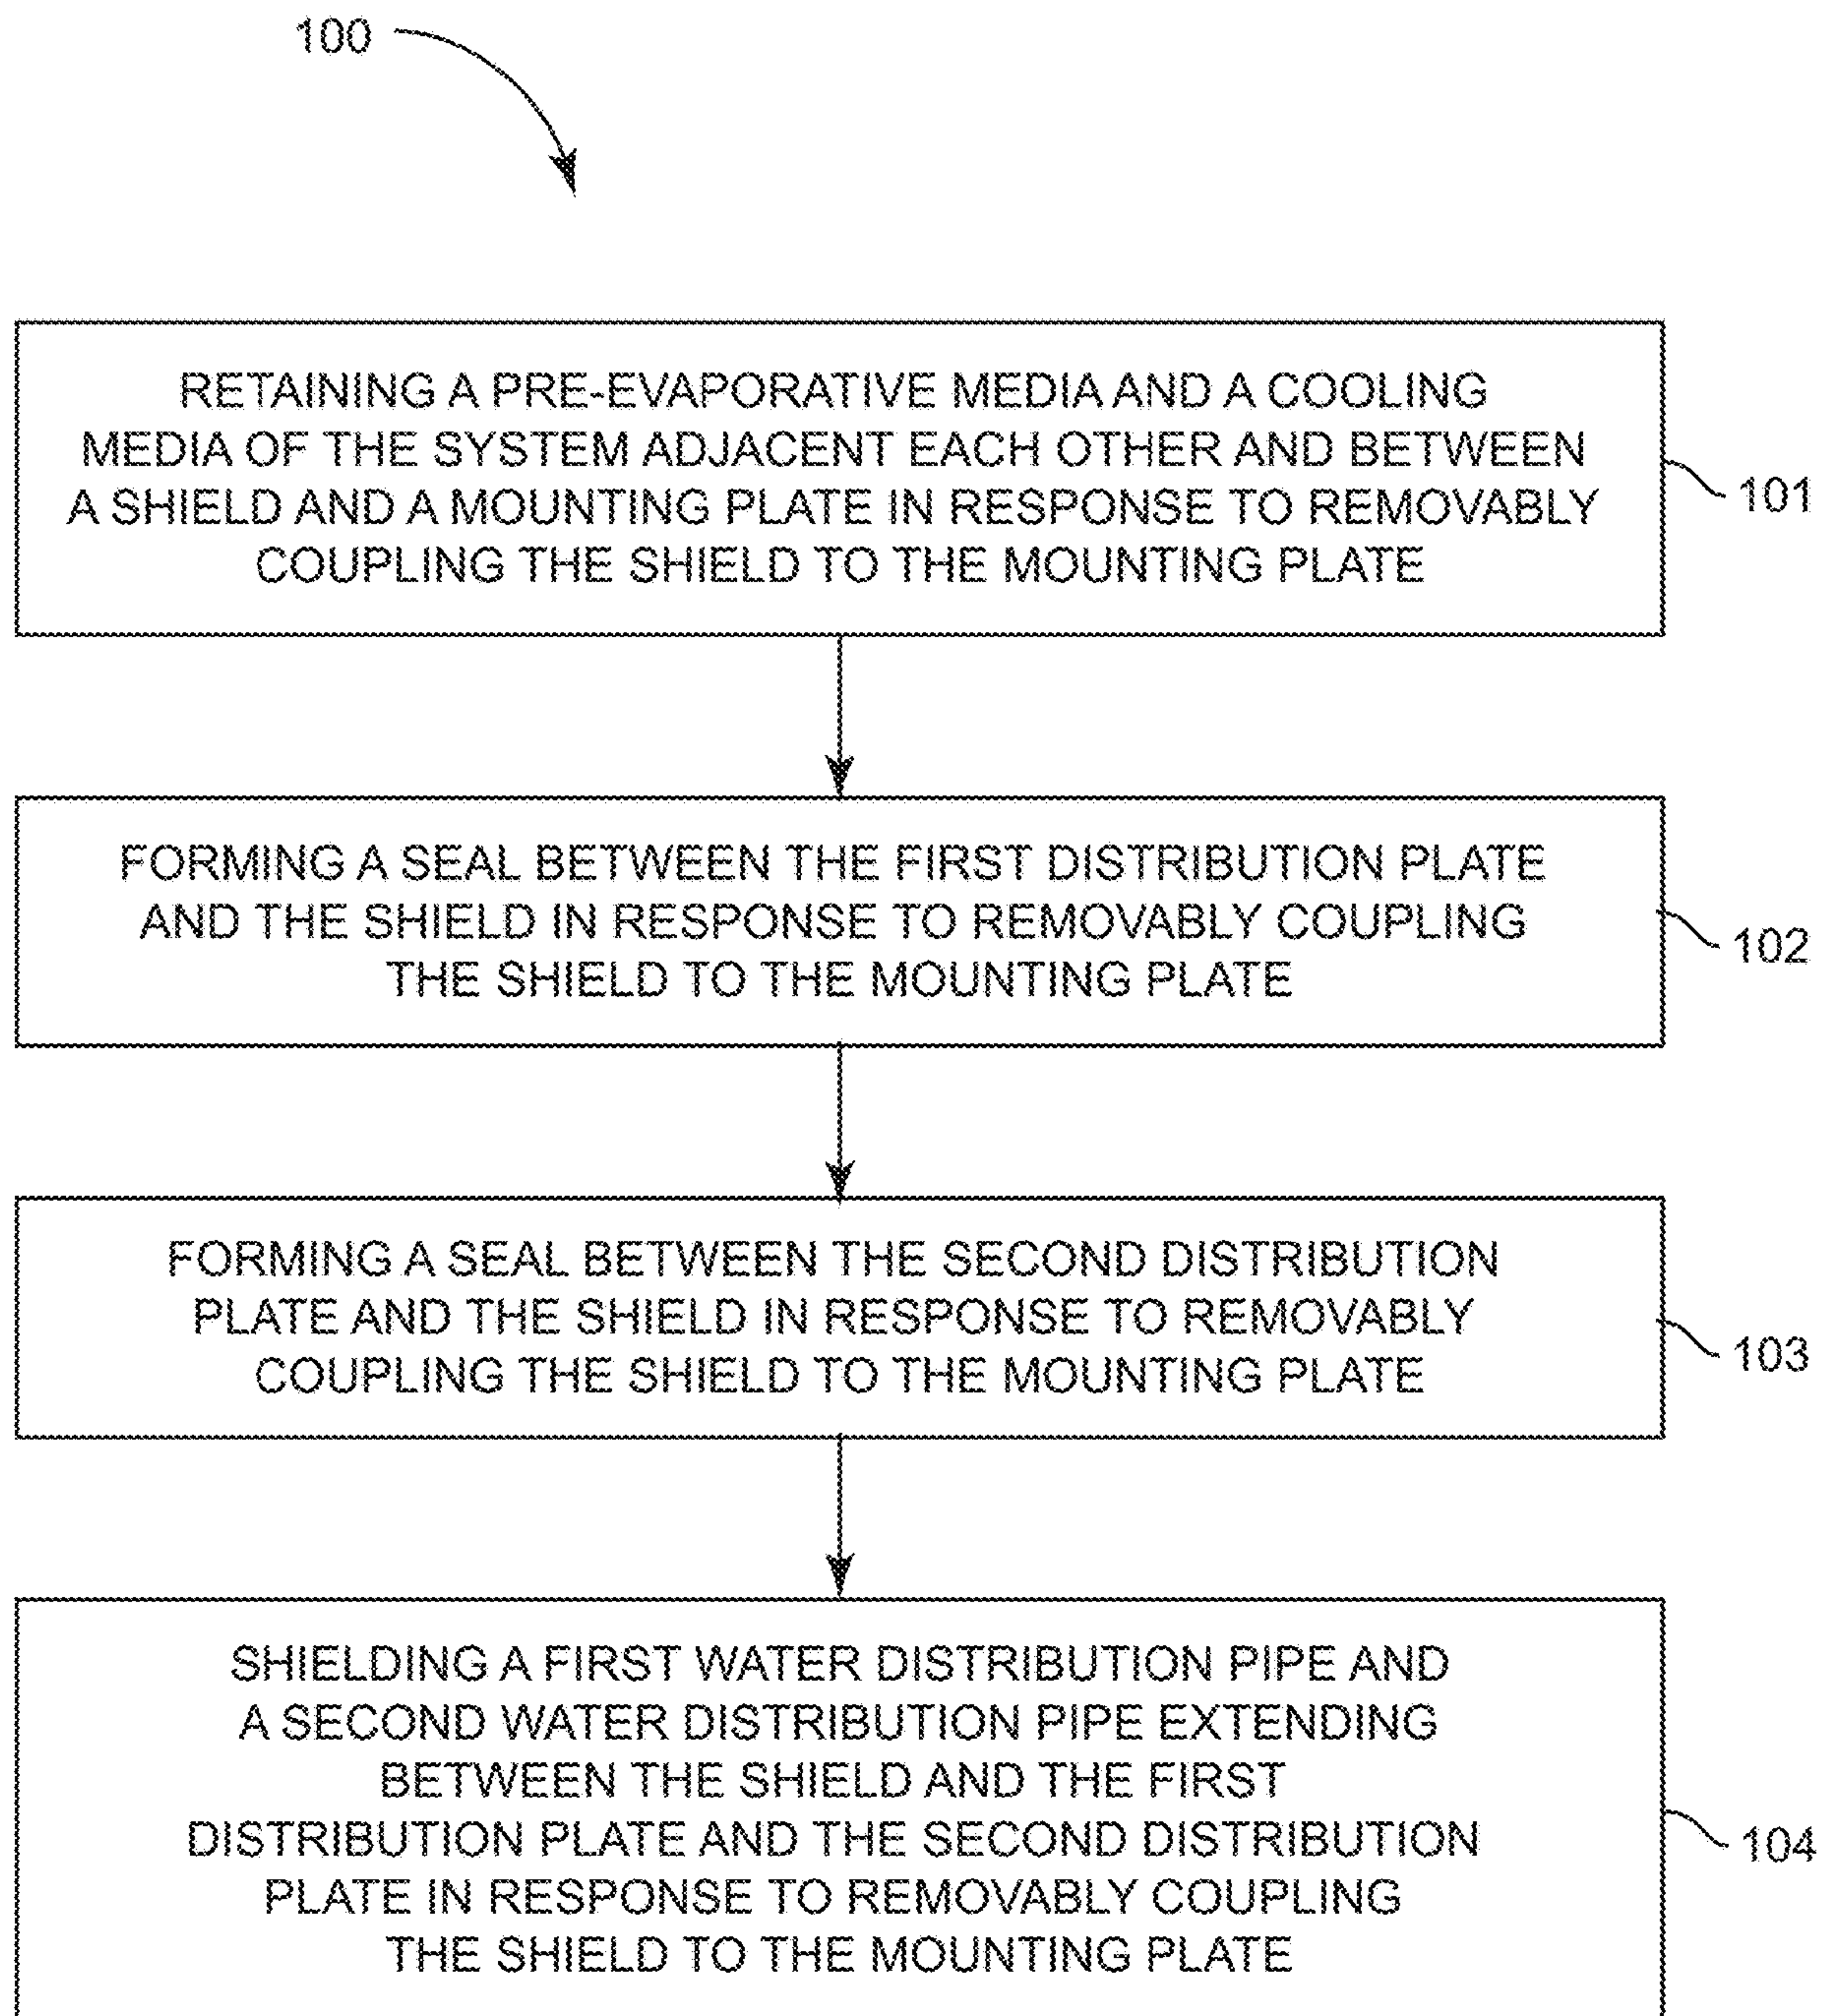 100
RETAINING A PRE-EVAPORATIVE MEDIA AND A COOLING
MEDIA OF THE SYSTEM ADJACENT EACH OTHER AND BETWEEN
A SHIELD AND A MOUNTING PLATE IN RESPONSE TO REMOVABLY
COUPLING THE SHIELD TO THE MOUNTING PLATE
101
FORMING A SEAL BETWEEN THE FIRST DISTRIBUTION PLATE
AND THE SHIELD IN RESPONSE TO REMOVABLY COUPLING
THE SHIELD TO THE MOUNTING PLATE
102
FORMING A SEAL BETWEEN THE SECOND DISTRIBUTION
PLATE AND THE SHIELD IN RESPONSE TO REMOVABLY
COUPLING THE SHIELD TO THE MOUNTING PLATE
103
SHIELDING A FIRST WATER DISTRIBUTION PIPE AND
A SECOND WATER DISTRIBUTION PIPE EXTENDING
BETWEEN THE SHIELD AND THE FIRST
DISTRIBUTION PLATE AND THE SECOND DISTRIBUTION
PLATE IN RESPONSE TO REMOVABLY COUPLING
THE SHIELD TO THE MOUNTING PLATE
104